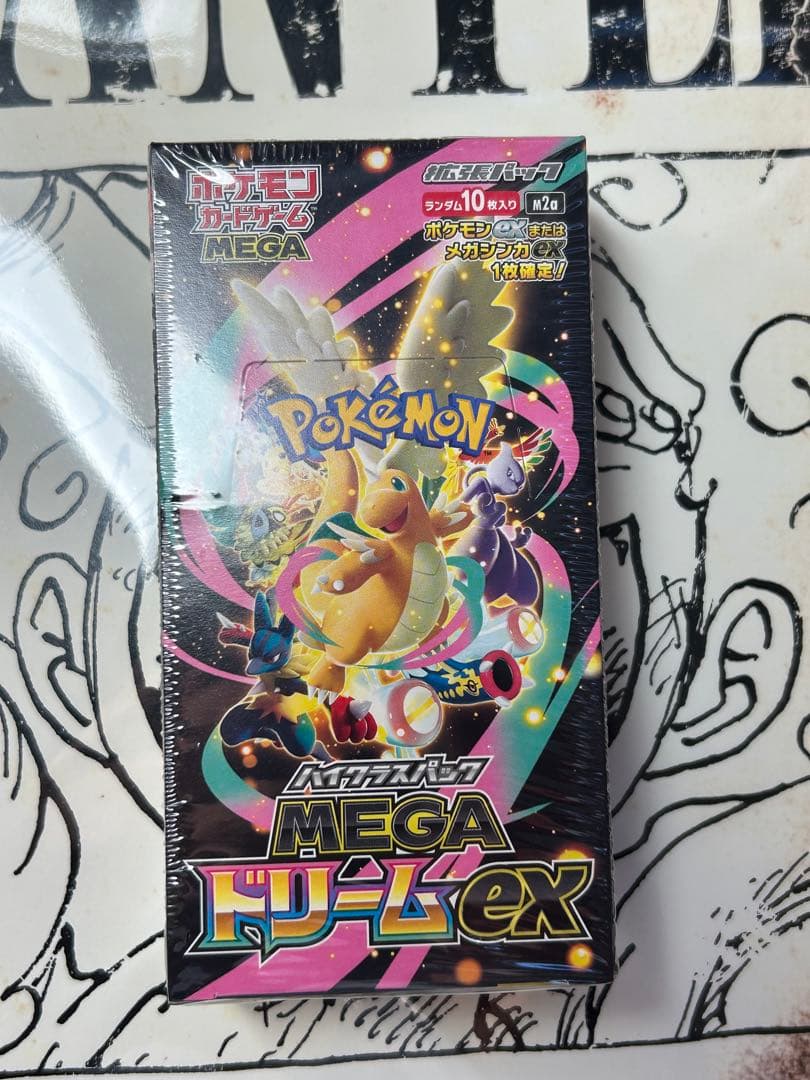 ポケモン
カードゲーム
MEGA
拡張パック
ランダム10枚入り M2a
ポケモンexまたは
メガシンカex
1枚確定!
POKéMON
TM
ハイクラスパック
MEGA
ドリームex